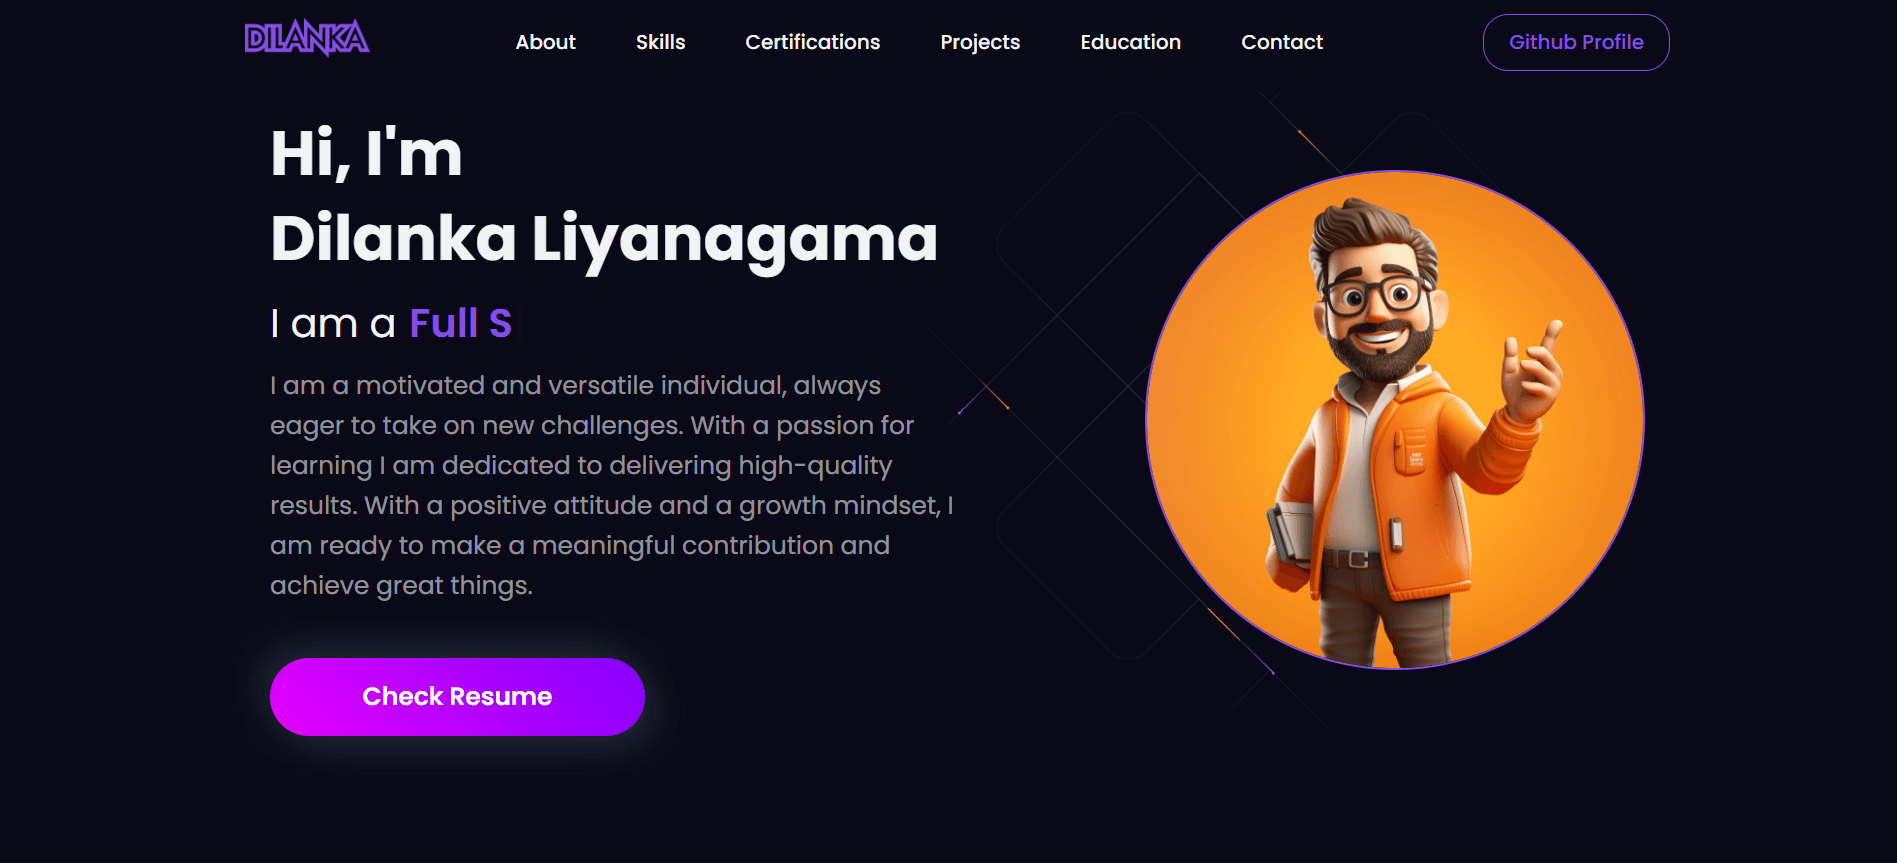 DILANKA
About
Skills
Certifications
Projects
Education
Contact
Github Profile
Hi, I'm
Dilanka Liyanagama
I am a Full S
I am a motivated and versatile individual, always
eager to take on new challenges. With a passion for
learning I am dedicated to delivering high-quality
results. With a positive attitude and a growth mindset, I
am ready to make a meaningful contribution and
achieve great things.
Check Resume